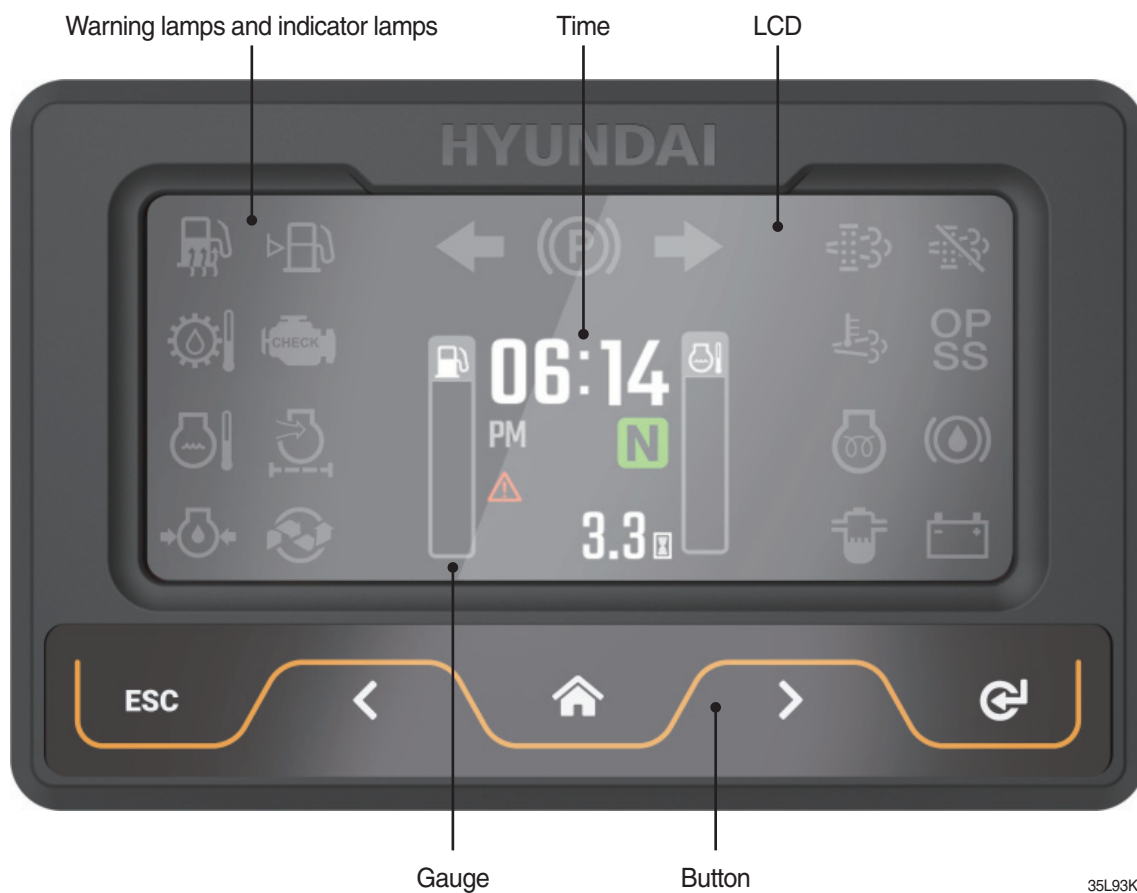 Warning lamps and indicator lamps
Time
LCD
HYUNDAI
(P)
CHECK
OP
SS
06:14
PM
N
3.3
ESC
Gauge
Button
35L93K